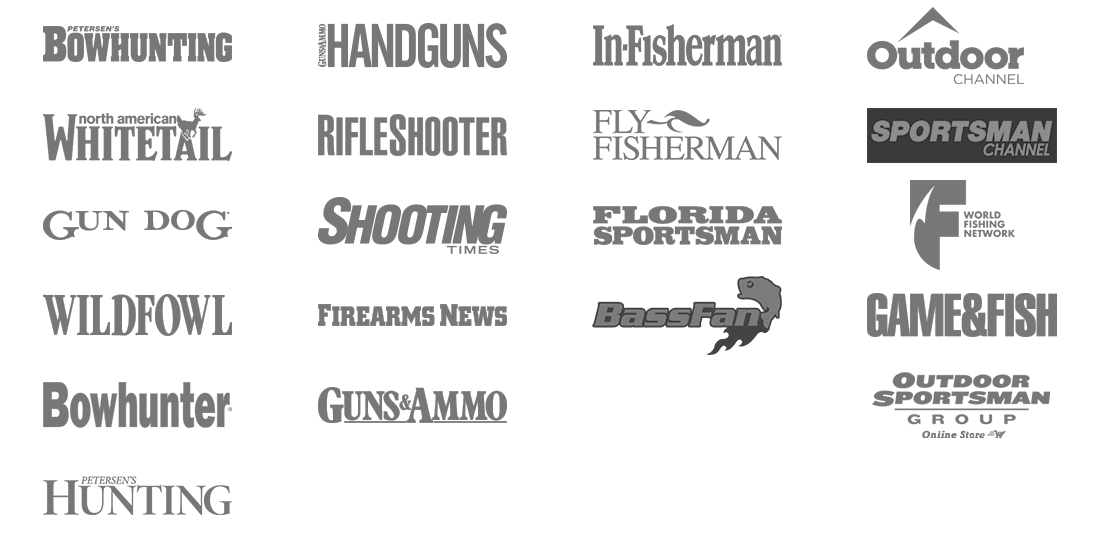 PETERSEN'S
BOWHUNTING
GUNS&AMMO
HANDGUNS
In-Fisherman
Outdoor
CHANNEL
north american
WHITETAIL
RIFLESHOOTER
FLY
FISHERMAN
SPORTSMAN
CHANNEL
GUN DOG
SHOOTING
TIMES
FLORIDA
SPORTSMAN
F
WORLD
FISHING
NETWORK
WILDFOWL
FIREARMS NEWS
BassFan
GAME&FISH
Bowhunter®
GUNS&AMMO
OUTDOOR
SPORTSMAN
GROUP
Online Store
PETERSEN'S
HUNTING